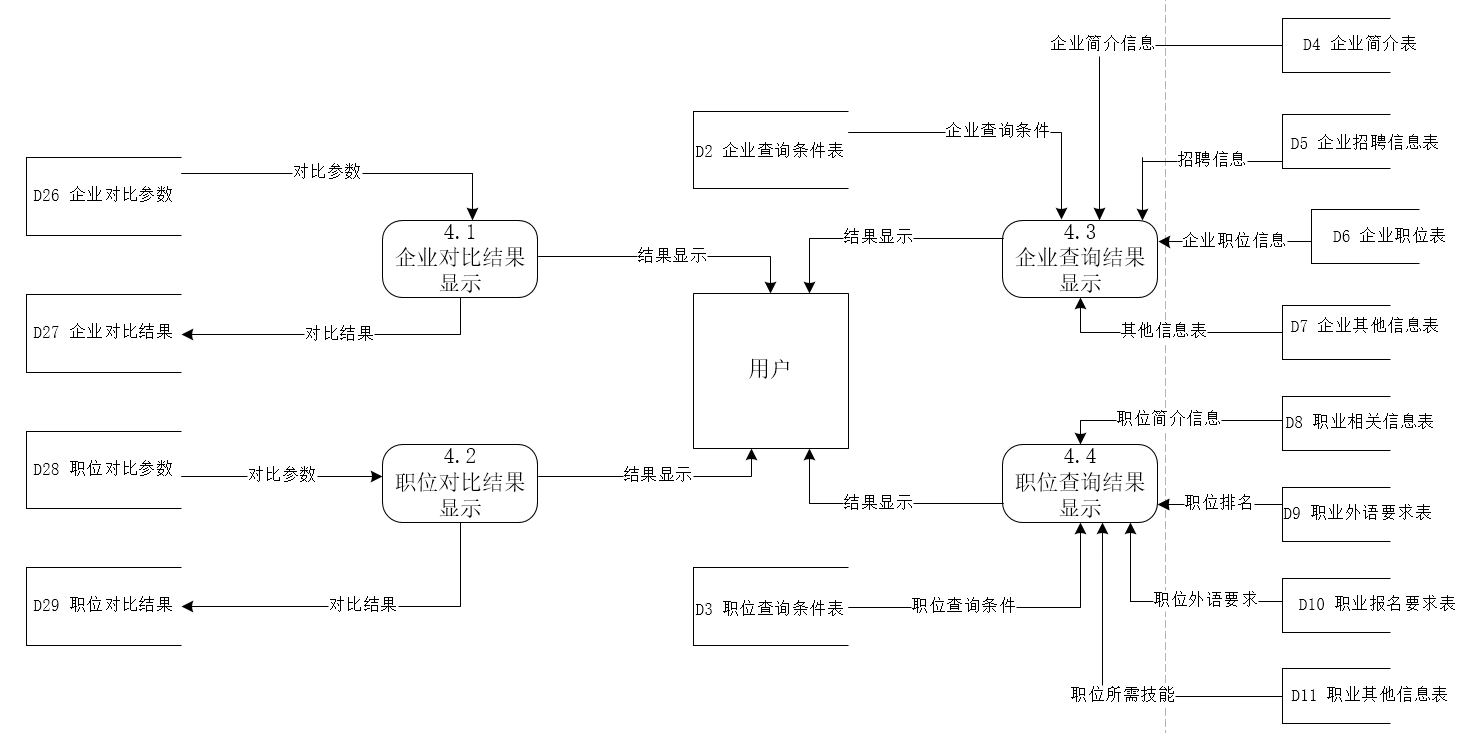 企业简介信息
D4 企业简介表
D2 企业查询条件表
企业查询条件
招聘信息
D5 企业招聘信息表
D26 企业对比参数
对比参数
4.1
企业对比结果
显示
结果显示
结果显示
4.3
企业查询结果
显示
企业职位信息
D6 企业职位表
D27 企业对比结果
对比结果
用户
其他信息表
D7 企业其他信息表
D28 职位对比参数
对比参数
4.2
职位对比结果
显示
结果显示
结果显示
4.4
职位查询结果
显示
职位简介信息
D8 职业相关信息表
职位排名
D9 职业外语要求表
D29 职位对比结果
对比结果
D3 职位查询条件表
职位查询条件
职位外语要求
D10 职业报名要求表
职位所需技能
D11 职业其他信息表